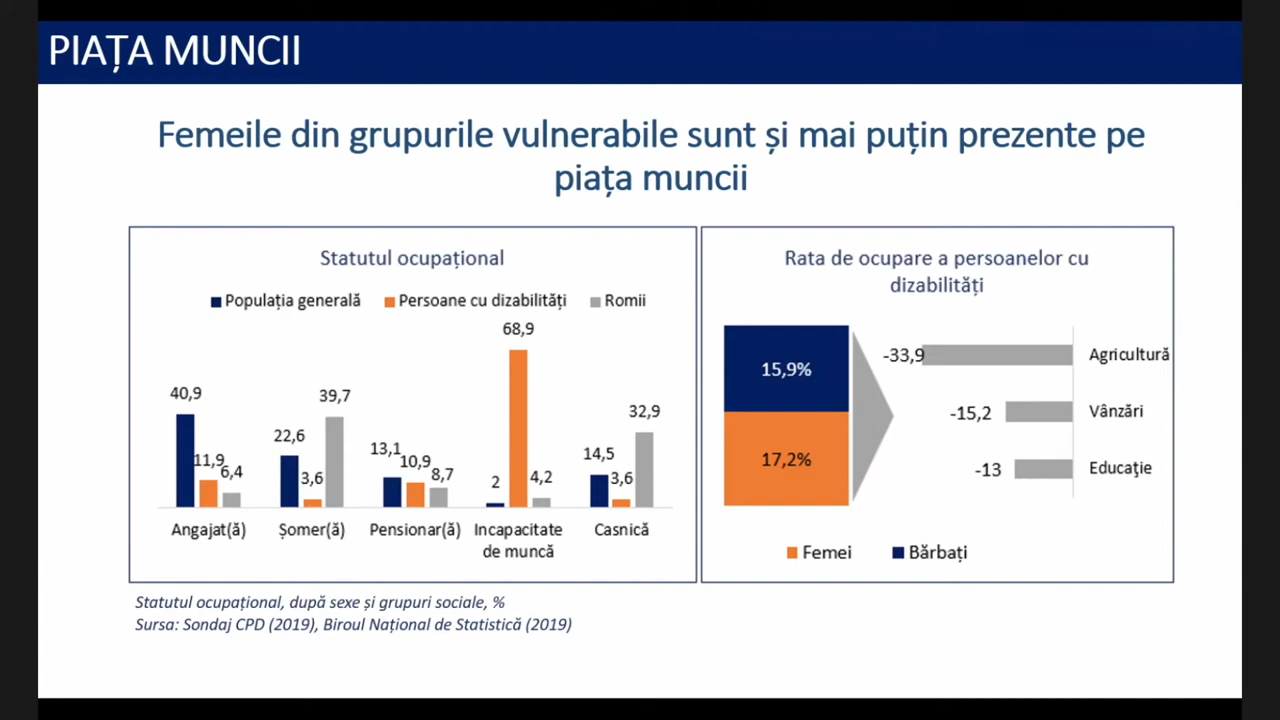 PIAȚA MUNCII
Femeile din grupurile vulnerabile sunt și mai puțin prezente pe
piața muncii
Statutul ocupațional
Populația generală Persoane cu dizabilități Romii
68,9
40,9
39,7
32,9
22,6
11,9
6,4
3,6
13,1
10,9
8,7
2
4,2
14,5
3,6
Angajat(ă) Șomer(ă) Pensionar(ă) Incapacitate
de muncă
Casnică
Rata de ocupare a persoanelor cu
dizabilități
15,9%
17,2%
-33,9 Agricultură
-15,2 Vânzări
-13 Educaţie
Femei Bărbați
Statutul ocupațional, după sexe și grupuri sociale, %
Sursa: Sondaj CPD (2019), Biroul Național de Statistică (2019)